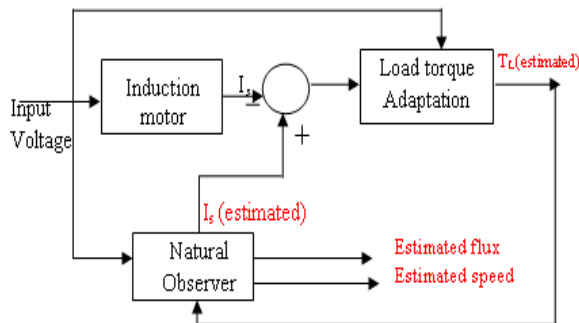 Input
Voltage
Induction
motor
Is
−
+
Load torque
Adaptation
TL(estimated)
Is (estimated)
Natural
Observer
Estimated flux
Estimated speed